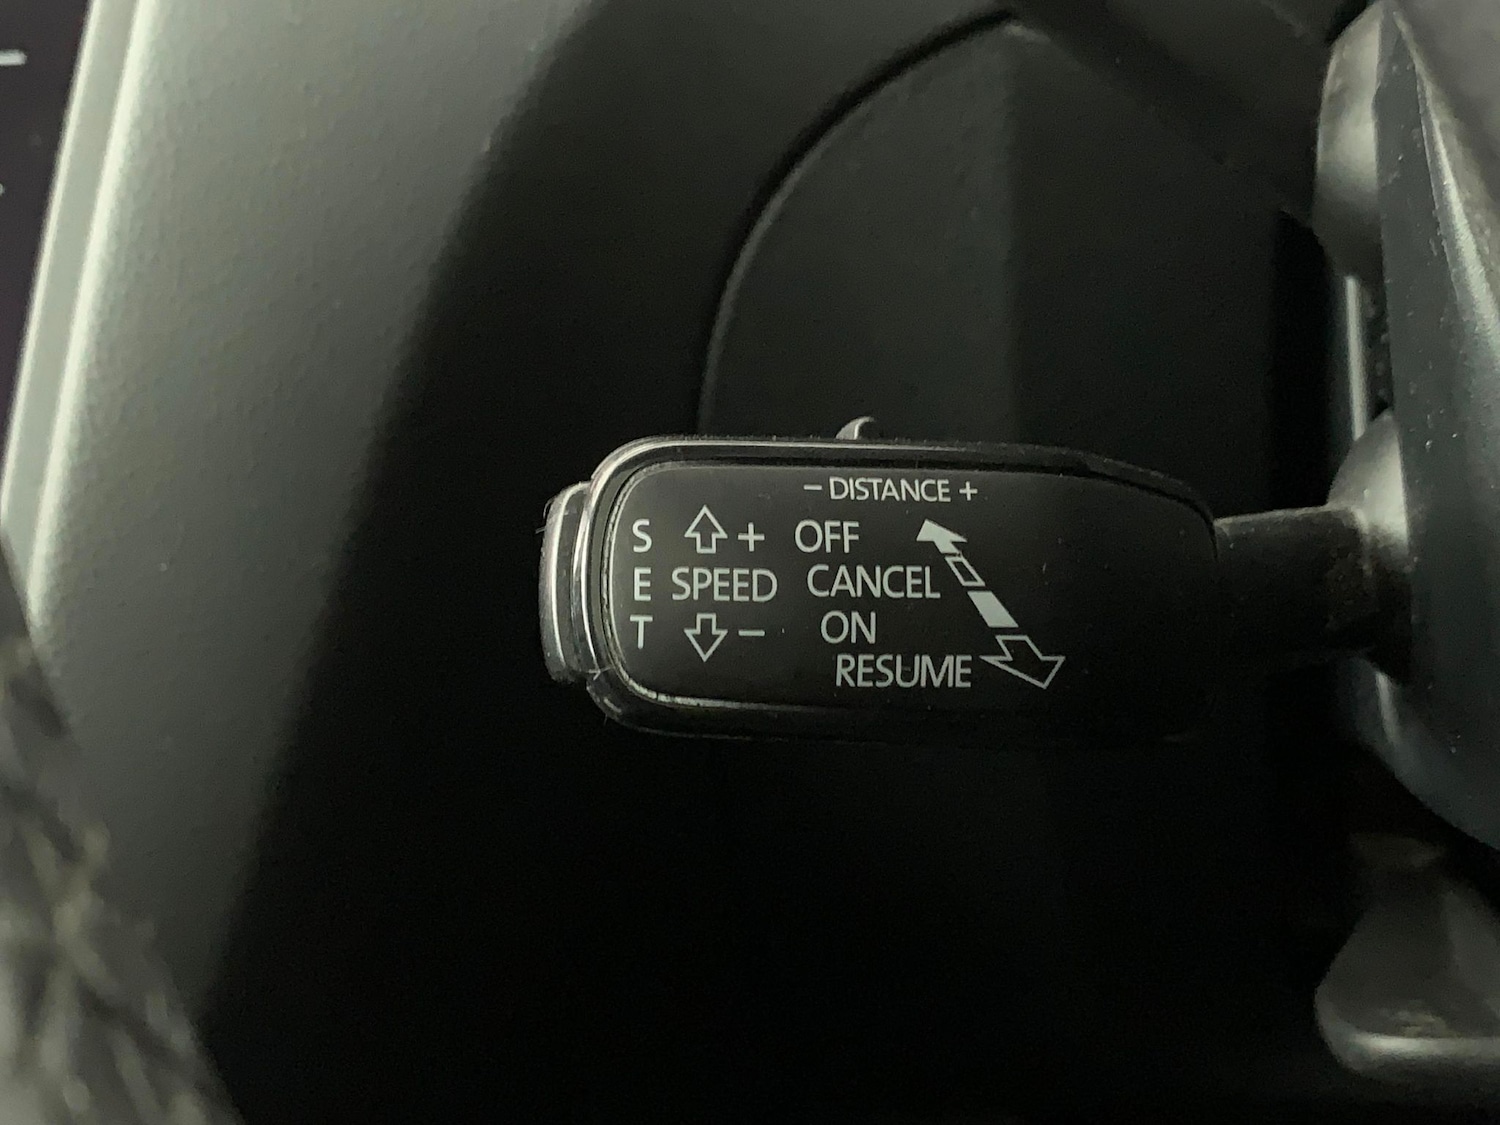 – DISTANCE +
S + OFF
E SPEED CANCEL
T – ON
RESUME